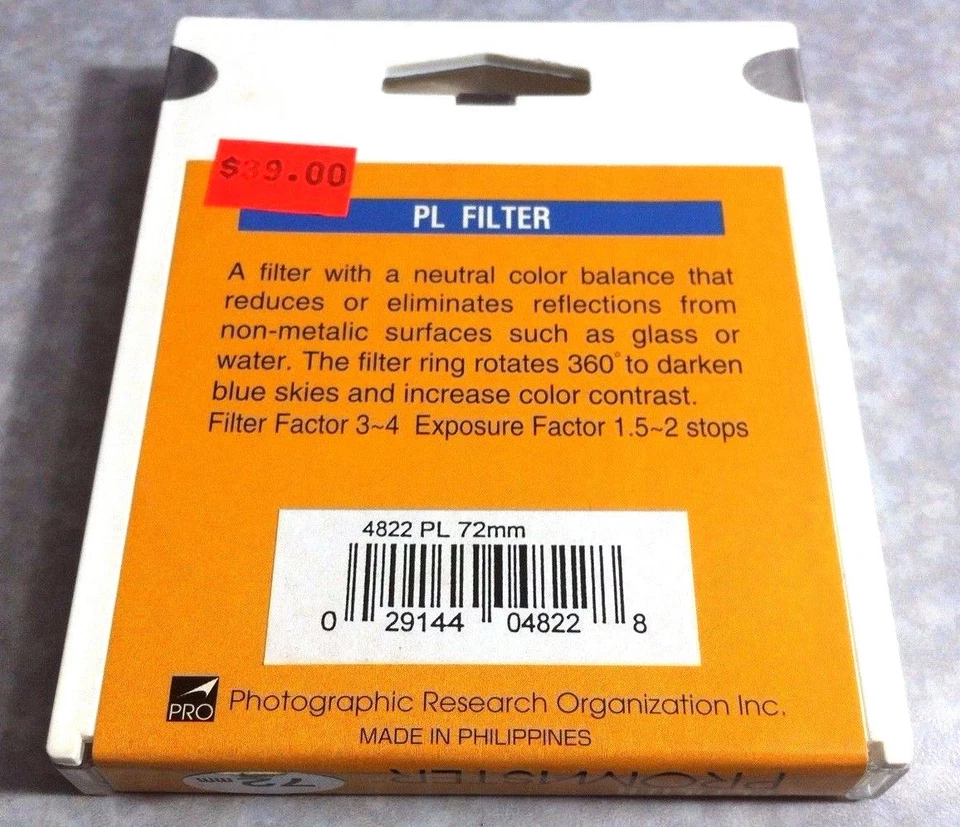 $39.00
PL FILTER
A filter with a neutral color balance that
reduces or eliminates reflections from
non-metalic surfaces such as glass or
water. The filter ring rotates 360° to darken
blue skies and increase color contrast.
Filter Factor 3~4 Exposure Factor 1.5~2 stops
4822 PL 72mm
0 29144 04822 8
PRO Photographic Research Organization Inc.
MADE IN PHILIPPINES
72mm PROMASTER